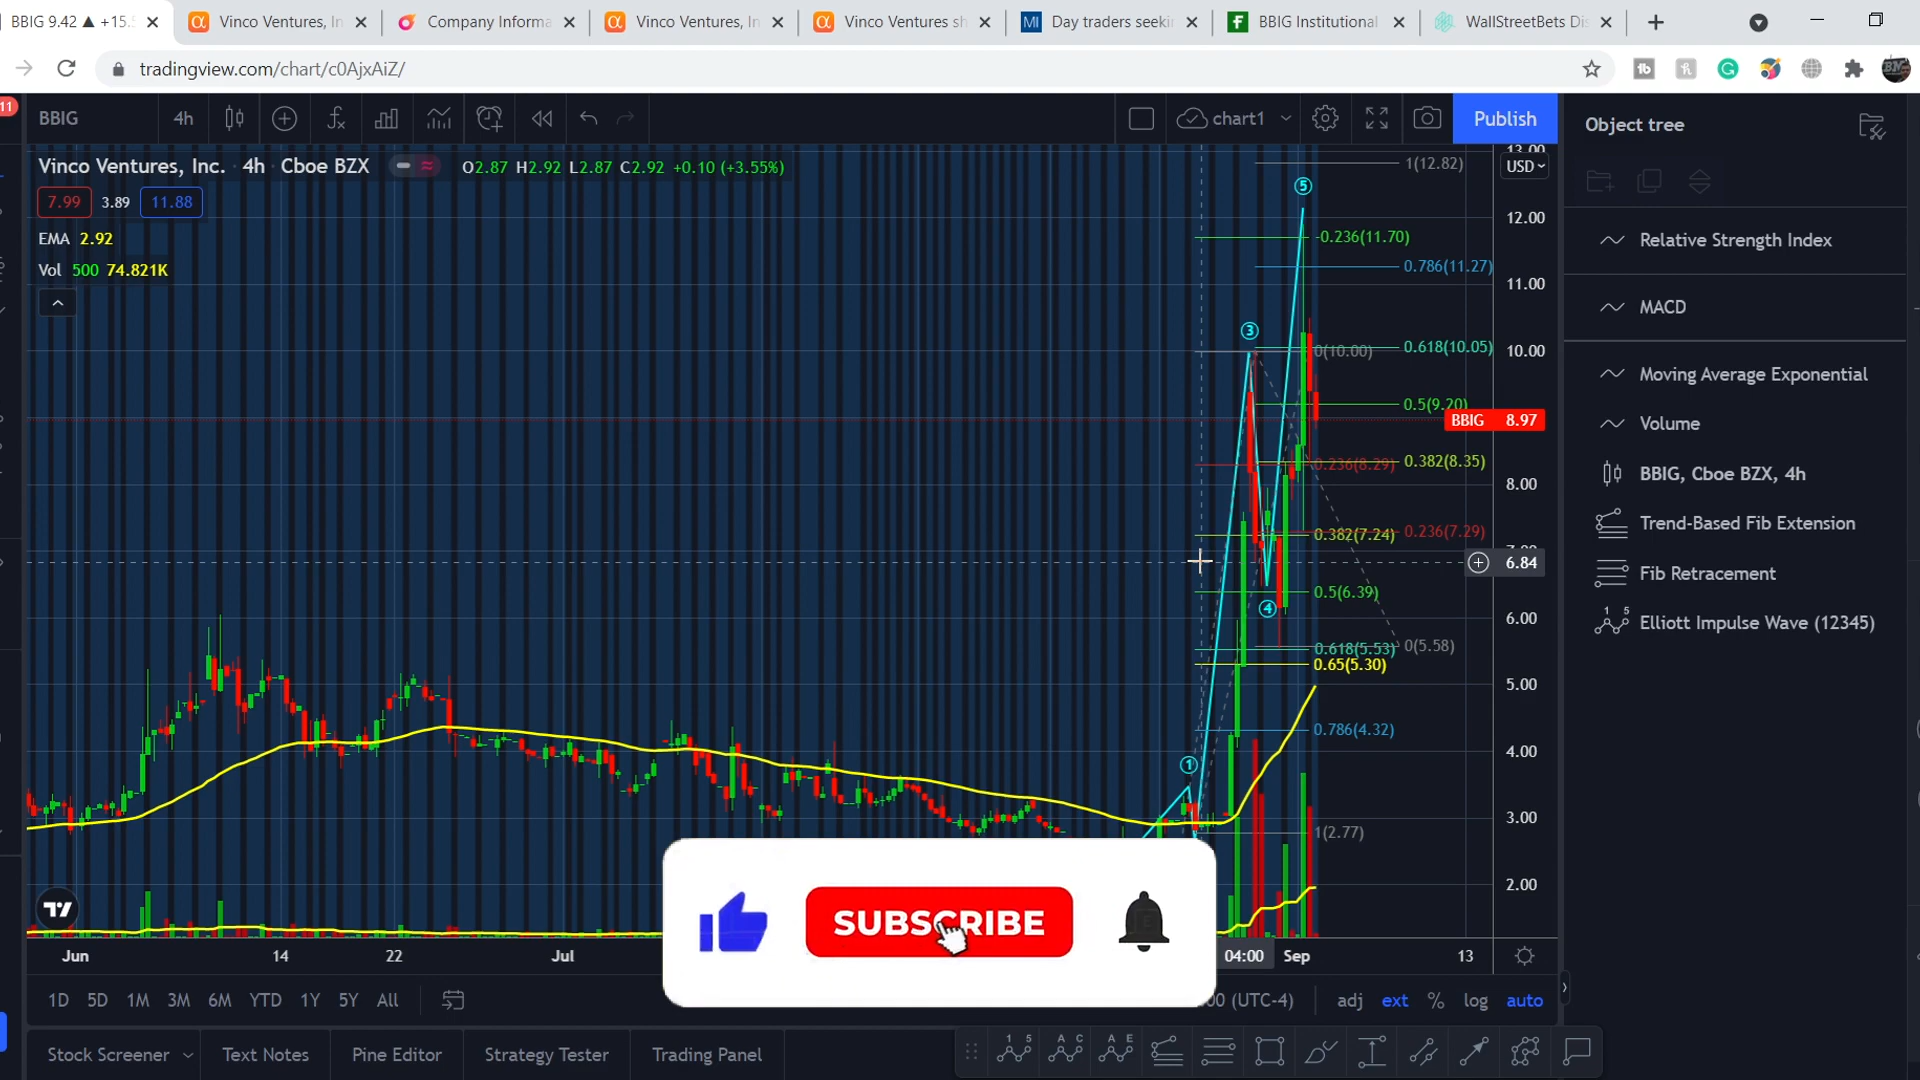 BBIG 9.42 ▲ +15.5
Vinco Ventures, In
Company Informa
Vinco Ventures, In
Vinco Ventures sh
MI Day traders seekin
BBIG Institutional
WallStreetBets Dis
tradingview.com/chart/c0AjxAiZ/
11
BBIG
4h
chart1
Publish
Object tree
Vinco Ventures, Inc. · 4h · Cboe BZX
O2.87 H2.92 L2.87 C2.92 +0.10 (+3.55%)
7.99 3.89 11.88
EMA 2.92
Vol 500 74.821K
USD
13.00
12.00
11.00
10.00
8.00
6.00
5.00
4.00
3.00
2.00
1(12.82)
5
-0.236(11.70)
0.786(11.27)
3
0(10.00)
0.618(10.05)
0.5(9.20)
BBIG 8.97
0.236(8.29)
0.382(8.35)
0.382(7.24)
0.236(7.29)
6.84
0.5(6.39)
4
0.618(5.53)
0(5.58)
0.65(5.30)
0.786(4.32)
1
1(2.77)
Relative Strength Index
MACD
Moving Average Exponential
Volume
BBIG, Cboe BZX, 4h
Trend-Based Fib Extension
Fib Retracement
Elliott Impulse Wave (12345)
SUBSCRIBE
Jun 14 22 Jul 04:00 Sep 13
1D 5D 1M 3M 6M YTD 1Y 5Y All
(UTC-4) adj ext % log auto
Stock Screener
Text Notes
Pine Editor
Strategy Tester
Trading Panel